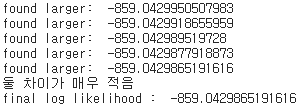 found larger:  -859.0429950507983
found larger:  -859.0429918655959
found larger:  -859.042989519728
found larger:  -859.0429877918873
found larger:  -859.0429865191616
둘 차이가 매우 적음
final log likelihood :  -859.0429865191616